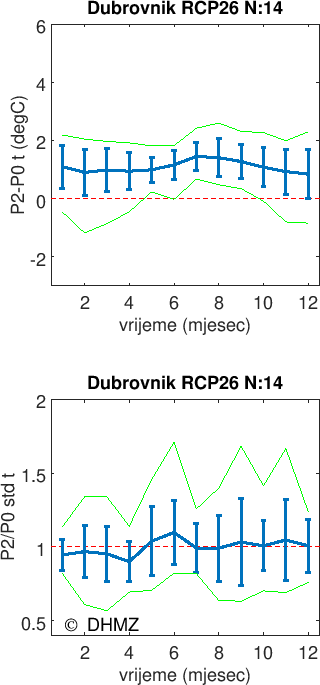 Dubrovnik RCP26 N:14
6
4
2
0
-2
P2-P0 t (degC)
2 4 6 8 10 12
vrijeme (mjesec)
Dubrovnik RCP26 N:14
2
1.5
1
0.5
P2/P0 std t
© DHMZ
2 4 6 8 10 12
vrijeme (mjesec)